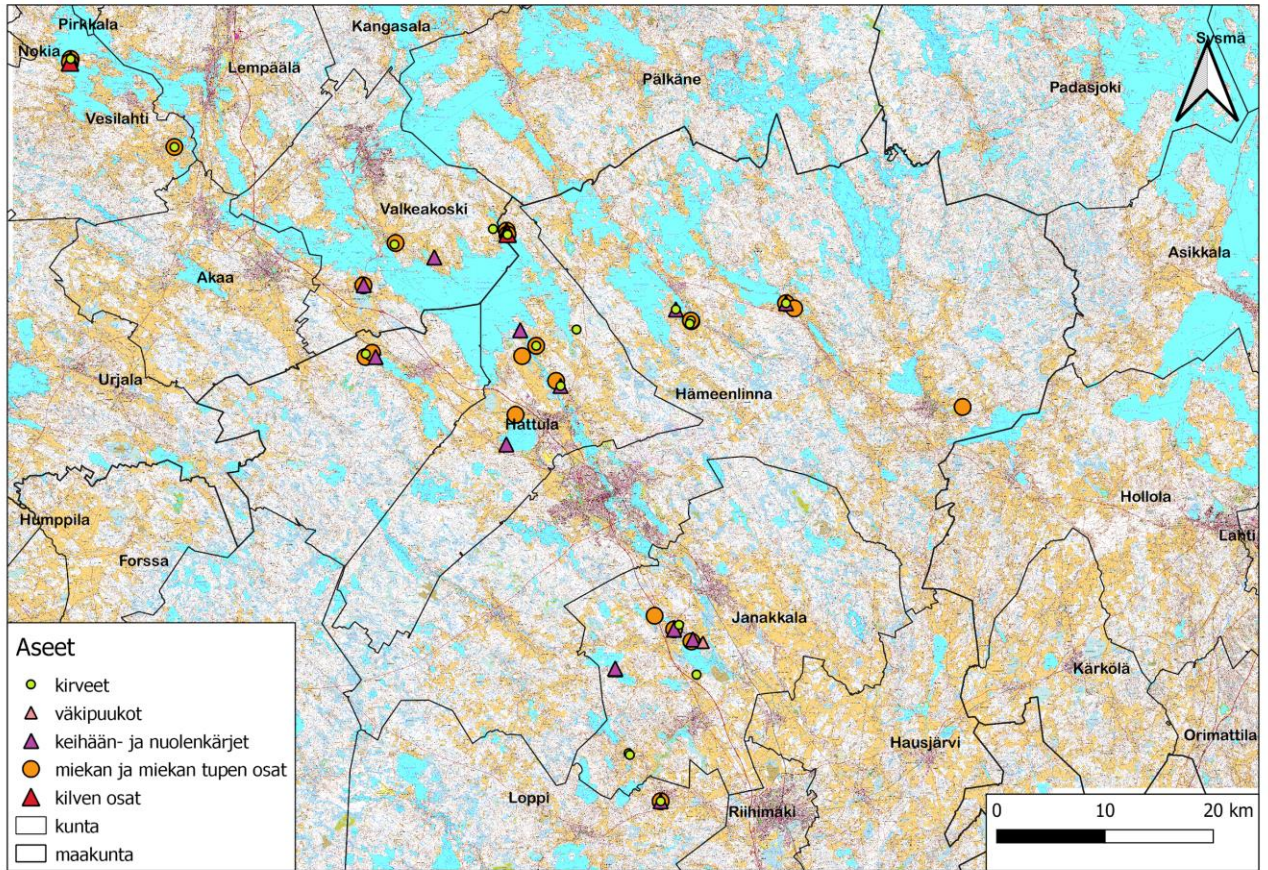 Pirkkala
Kangasala
Sysmä
Nokia
Lempäälä
Pälkäne
Padasjoki
Vesilahti
Valkeakoski
Asikkala
Akaa
Urjala
Hämeenlinna
Hattula
Hollola
Humppila
Lahti
Forssa
Janakkala
Kärkölä
Orimattila
Hausjärvi
Loppi
Riihimäki
Aseet
kirveet
väkipuukot
keihään- ja nuolenkärjet
miekan ja miekan tupen osat
kilven osat
kunta
maakunta
0 10 20 km